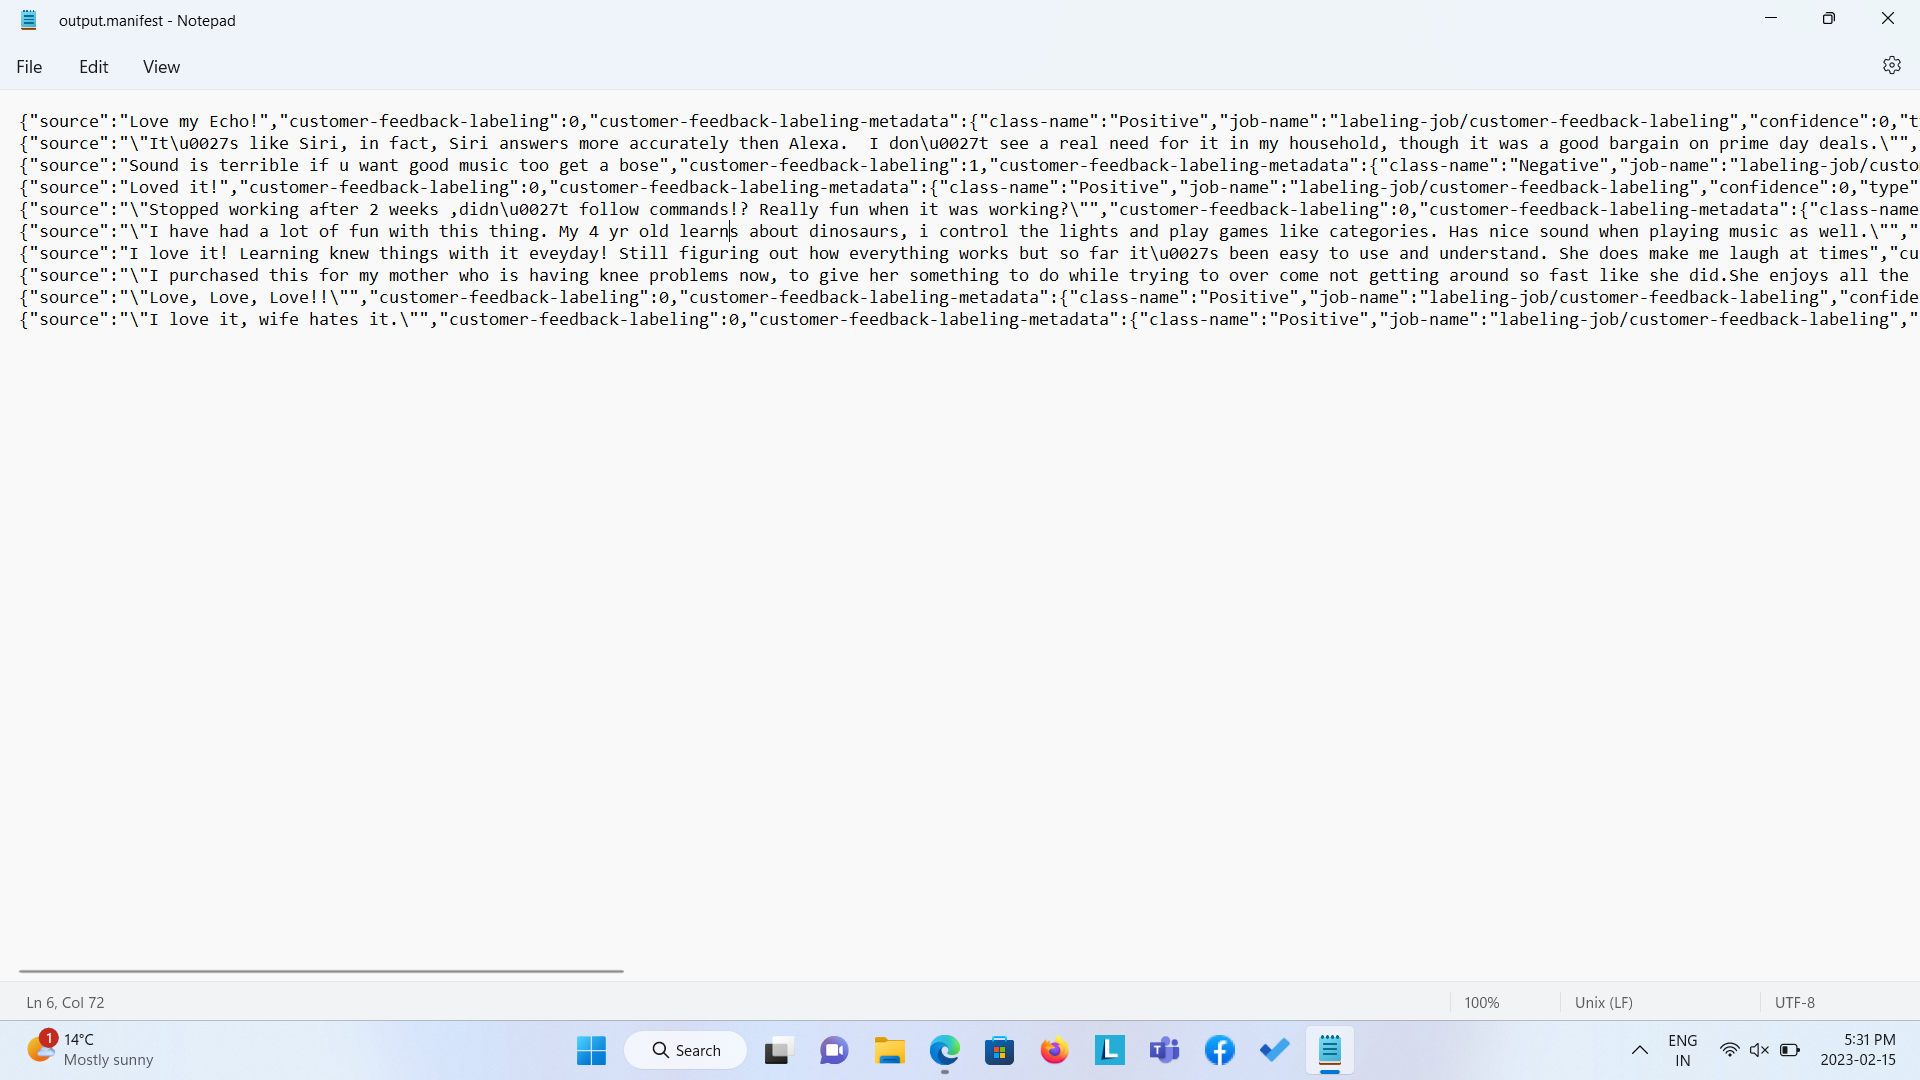 output.manifest - Notepad
File Edit View
{"source":"Love my Echo!","customer-feedback-labeling":0,"customer-feedback-labeling-metadata":{"class-name":"Positive","job-name":"labeling-job/customer-feedback-labeling","confidence":0,"t
{"source":"\"It\u0027s like Siri, in fact, Siri answers more accurately then Alexa.  I don\u0027t see a real need for it in my household, though it was a good bargain on prime day deals.\"",
{"source":"Sound is terrible if u want good music too get a bose","customer-feedback-labeling":1,"customer-feedback-labeling-metadata":{"class-name":"Negative","job-name":"labeling-job/custo
{"source":"Loved it!","customer-feedback-labeling":0,"customer-feedback-labeling-metadata":{"class-name":"Positive","job-name":"labeling-job/customer-feedback-labeling","confidence":0,"type"
{"source":"\"Stopped working after 2 weeks ,didn\u0027t follow commands!? Really fun when it was working?\"","customer-feedback-labeling":0,"customer-feedback-labeling-metadata":{"class-name
{"source":"\"I have had a lot of fun with this thing. My 4 yr old learns about dinosaurs, i control the lights and play games like categories. Has nice sound when playing music as well.\"","
{"source":"I love it! Learning knew things with it eveyday! Still figuring out how everything works but so far it\u0027s been easy to use and understand. She does make me laugh at times","cu
{"source":"\"I purchased this for my mother who is having knee problems now, to give her something to do while trying to over come not getting around so fast like she did.She enjoys all the
{"source":"\"Love, Love, Love!!\"","customer-feedback-labeling":0,"customer-feedback-labeling-metadata":{"class-name":"Positive","job-name":"labeling-job/customer-feedback-labeling","confide
{"source":"\"I love it, wife hates it.\"","customer-feedback-labeling":0,"customer-feedback-labeling-metadata":{"class-name":"Positive","job-name":"labeling-job/customer-feedback-labeling","
Ln 6, Col 72 100% Unix (LF) UTF-8
1
14°C
Mostly sunny
Search
ENG
IN
5:31 PM
2023-02-15